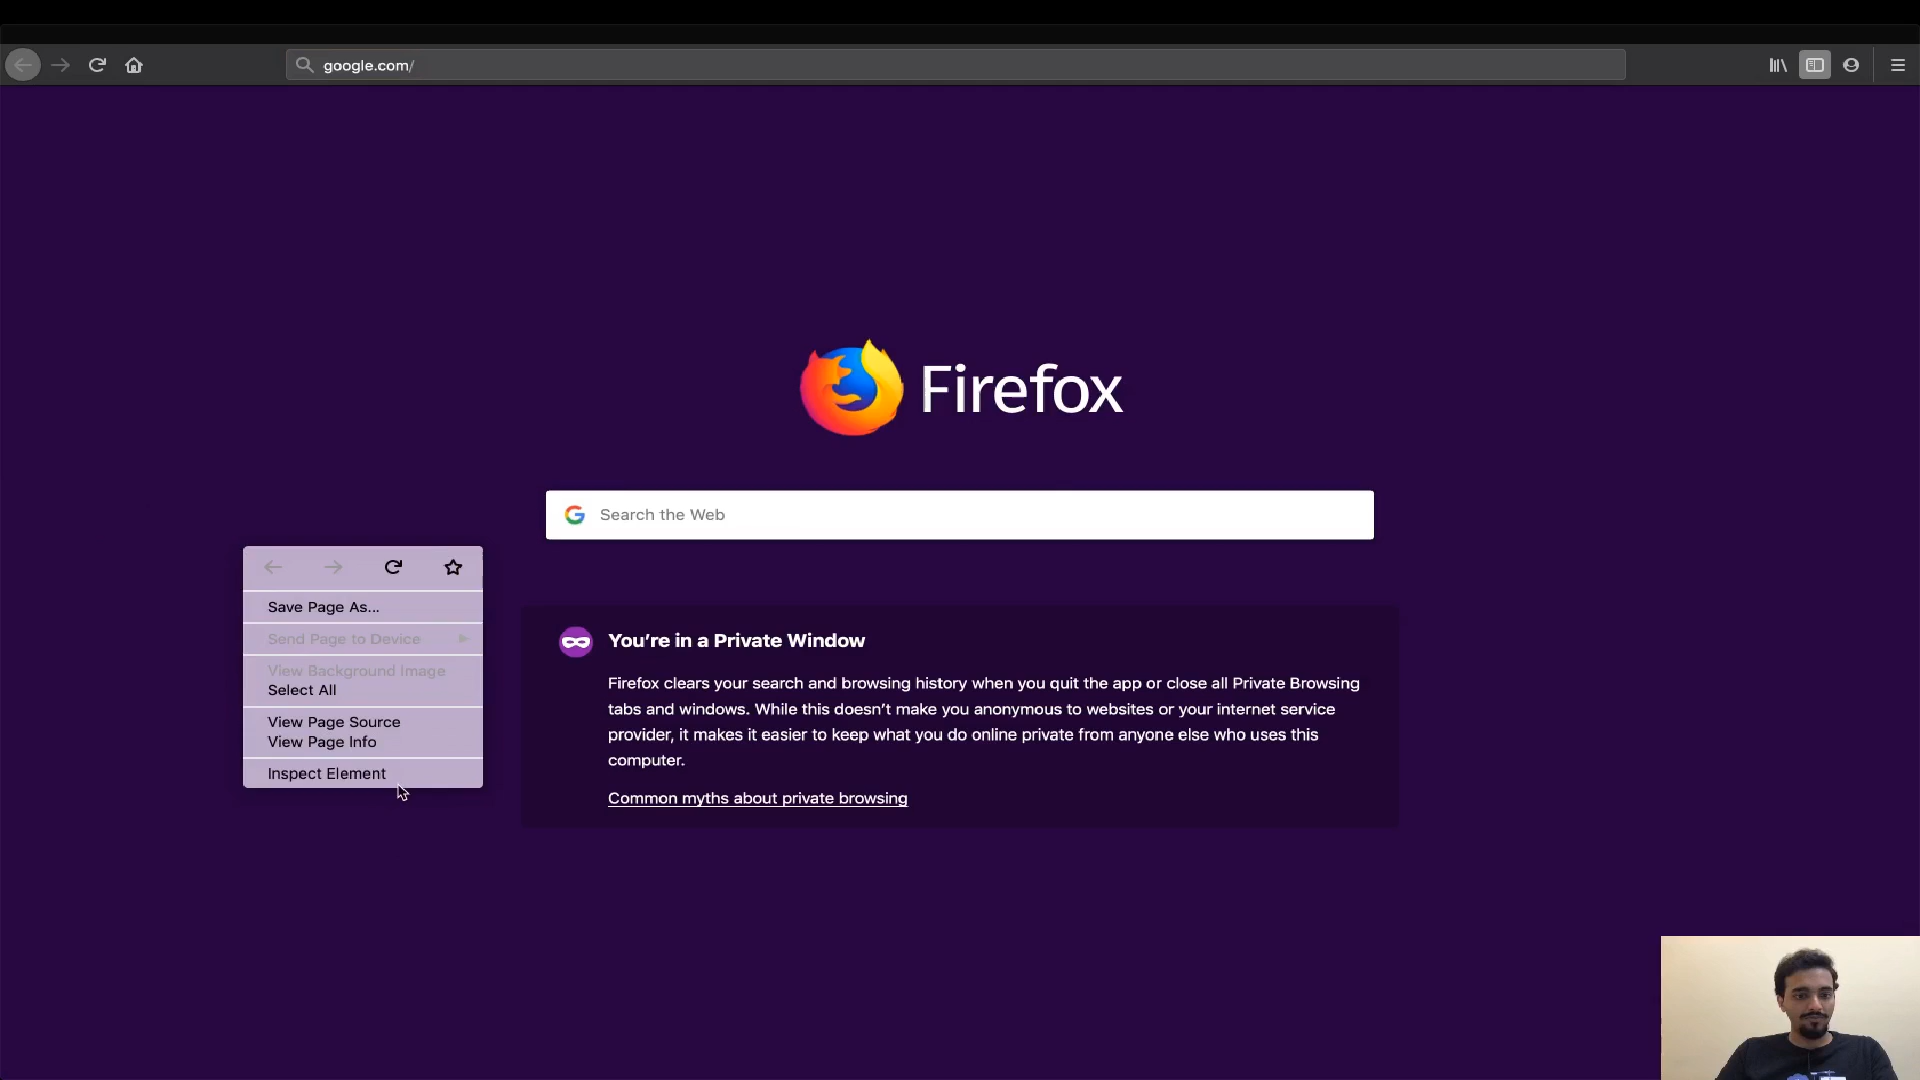 google.com/
Firefox
Search the Web
Save Page As...
Send Page to Device
View Background Image
Select All
View Page Source
View Page Info
Inspect Element
You're in a Private Window
Firefox clears your search and browsing history when you quit the app or close all Private Browsing
tabs and windows. While this doesn't make you anonymous to websites or your internet service
provider, it makes it easier to keep what you do online private from anyone else who uses this
computer.
Common myths about private browsing